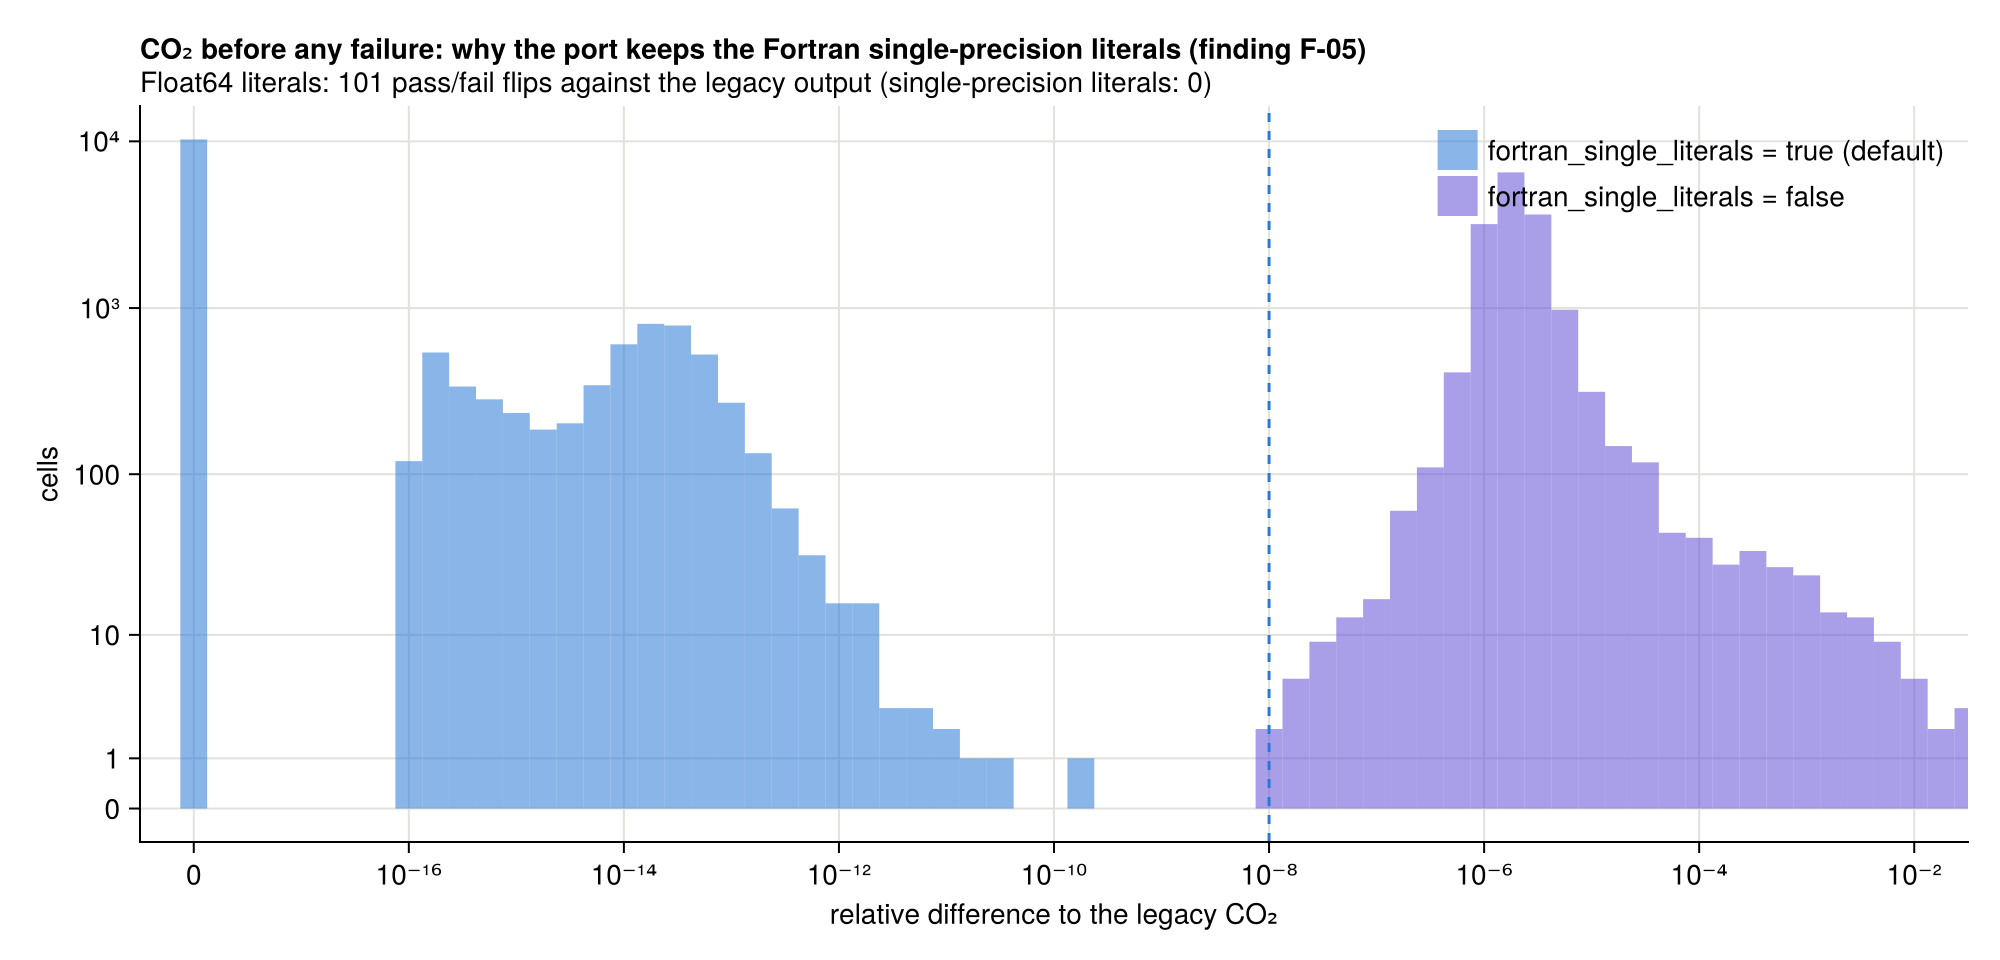 CO₂ before any failure: why the port keeps the Fortran single-precision literals (finding F-05)
Float64 literals: 101 pass/fail flips against the legacy output (single-precision literals: 0)
fortran_single_literals = true (default)
fortran_single_literals = false
cells
10⁴
10³
100
10
1
0
0
10⁻¹⁶
10⁻¹⁴
10⁻¹²
10⁻¹⁰
10⁻⁸
10⁻⁶
10⁻⁴
10⁻²
relative difference to the legacy CO₂